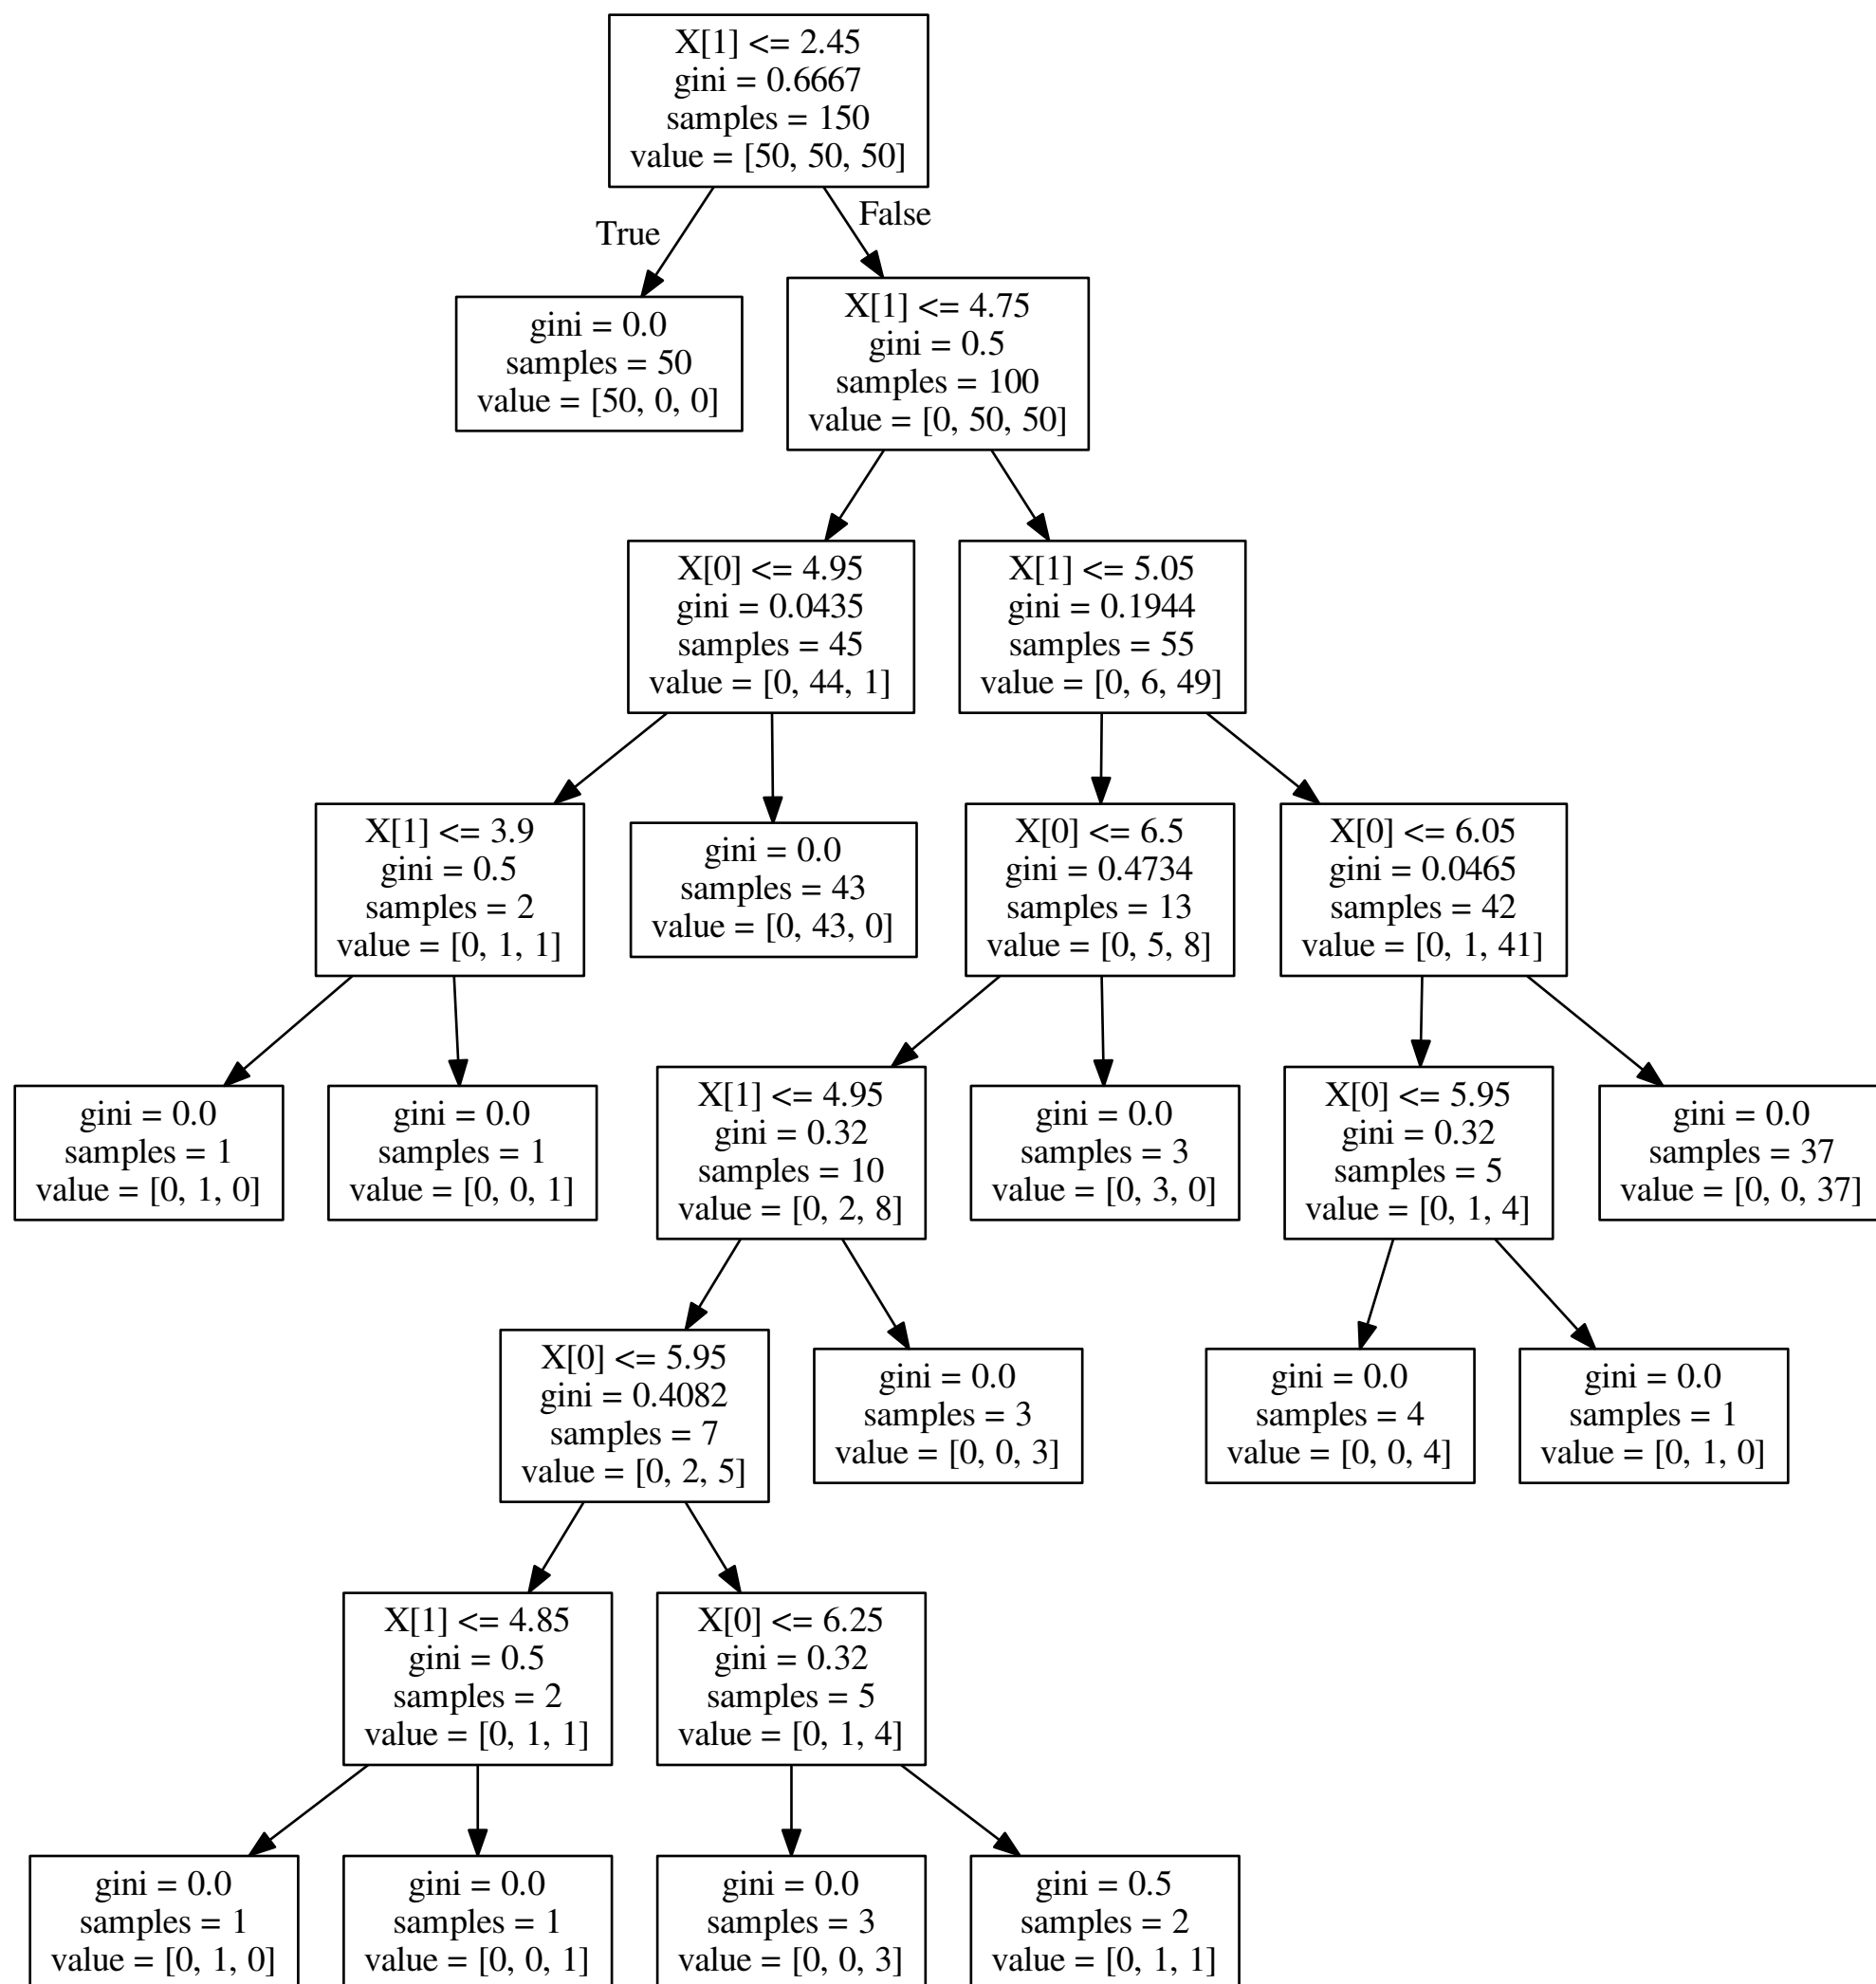 X[1] <= 2.45
gini = 0.6667
samples = 150
value = [50, 50, 50]
True
False
gini = 0.0
samples = 50
value = [50, 0, 0]
X[1] <= 4.75
gini = 0.5
samples = 100
value = [0, 50, 50]
X[0] <= 4.95
gini = 0.0435
samples = 45
value = [0, 44, 1]
X[1] <= 5.05
gini = 0.1944
samples = 55
value = [0, 6, 49]
X[1] <= 3.9
gini = 0.5
samples = 2
value = [0, 1, 1]
gini = 0.0
samples = 43
value = [0, 43, 0]
X[0] <= 6.5
gini = 0.4734
samples = 13
value = [0, 5, 8]
X[0] <= 6.05
gini = 0.0465
samples = 42
value = [0, 1, 41]
gini = 0.0
samples = 1
value = [0, 1, 0]
gini = 0.0
samples = 1
value = [0, 0, 1]
X[1] <= 4.95
gini = 0.32
samples = 10
value = [0, 2, 8]
gini = 0.0
samples = 3
value = [0, 3, 0]
X[0] <= 5.95
gini = 0.32
samples = 5
value = [0, 1, 4]
gini = 0.0
samples = 37
value = [0, 0, 37]
X[0] <= 5.95
gini = 0.4082
samples = 7
value = [0, 2, 5]
gini = 0.0
samples = 3
value = [0, 0, 3]
gini = 0.0
samples = 4
value = [0, 0, 4]
gini = 0.0
samples = 1
value = [0, 1, 0]
X[1] <= 4.85
gini = 0.5
samples = 2
value = [0, 1, 1]
X[0] <= 6.25
gini = 0.32
samples = 5
value = [0, 1, 4]
gini = 0.0
samples = 1
value = [0, 1, 0]
gini = 0.0
samples = 1
value = [0, 0, 1]
gini = 0.0
samples = 3
value = [0, 0, 3]
gini = 0.5
samples = 2
value = [0, 1, 1]